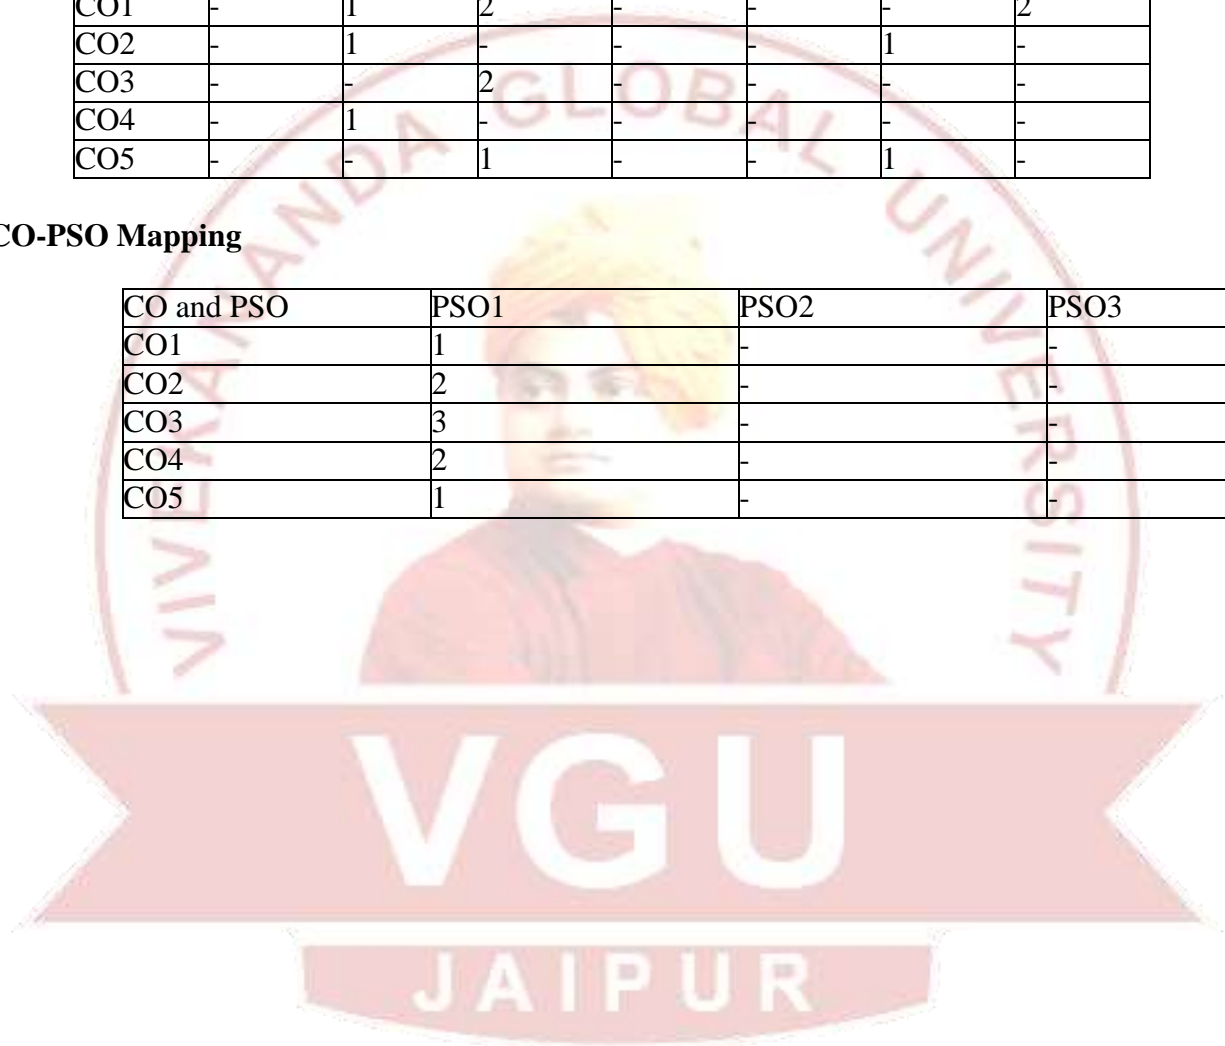 CO1 - 1 2 - - - 2
CO2 - 1 - - - 1 -
CO3 - - 2 - - - -
CO4 - 1 - - - - -
CO5 - - 1 - - 1 -
CO-PSO Mapping
CO and PSO PSO1 PSO2 PSO3
CO1 1 - -
CO2 2 - -
CO3 3 - -
CO4 2 - -
CO5 1 - -
VIVEKANANDA GLOBAL UNIVERSITY
VGU
JAIPUR